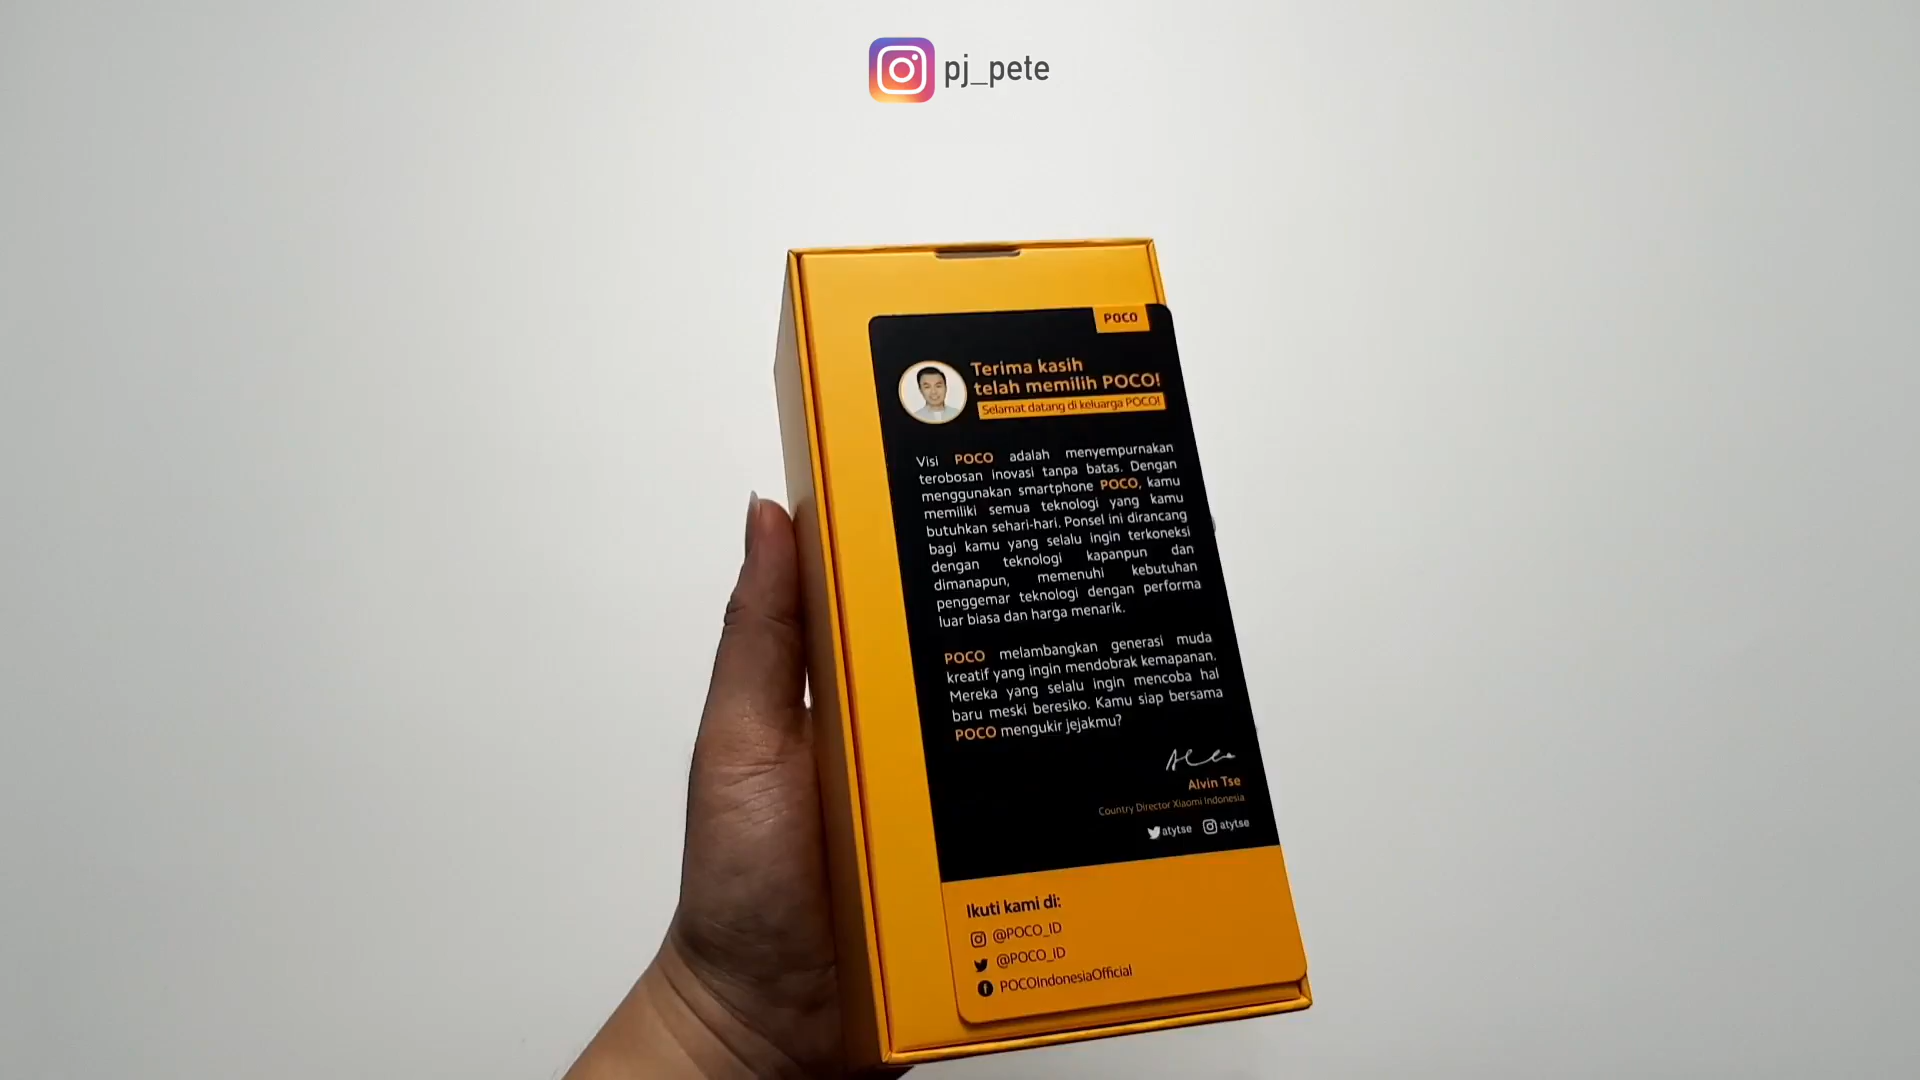 pj_pete
POCO
Terima kasih
telah memilih POCO!
Selamat datang di keluarga POCO!
Visi POCO adalah menyempurnakan
terobosan inovasi tanpa batas. Dengan
menggunakan smartphone POCO, kamu
memiliki semua teknologi yang kamu
butuhkan sehari-hari. Ponsel ini dirancang
bagi kamu yang selalu ingin terkoneksi
dengan teknologi kapanpun dan
dimanapun, memenuhi kebutuhan
penggemar teknologi dengan performa
luar biasa dan harga menarik.
POCO melambangkan generasi muda
kreatif yang ingin mendobrak kemapanan.
Mereka yang selalu ingin mencoba hal
baru meski beresiko. Kamu siap bersama
POCO mengukir jejakmu?
Alvin Tse
Country Director Xiaomi Indonesia
atytse atytse
Ikuti kami di:
@POCO_ID
@POCO_ID
POCOIndonesiaOfficial